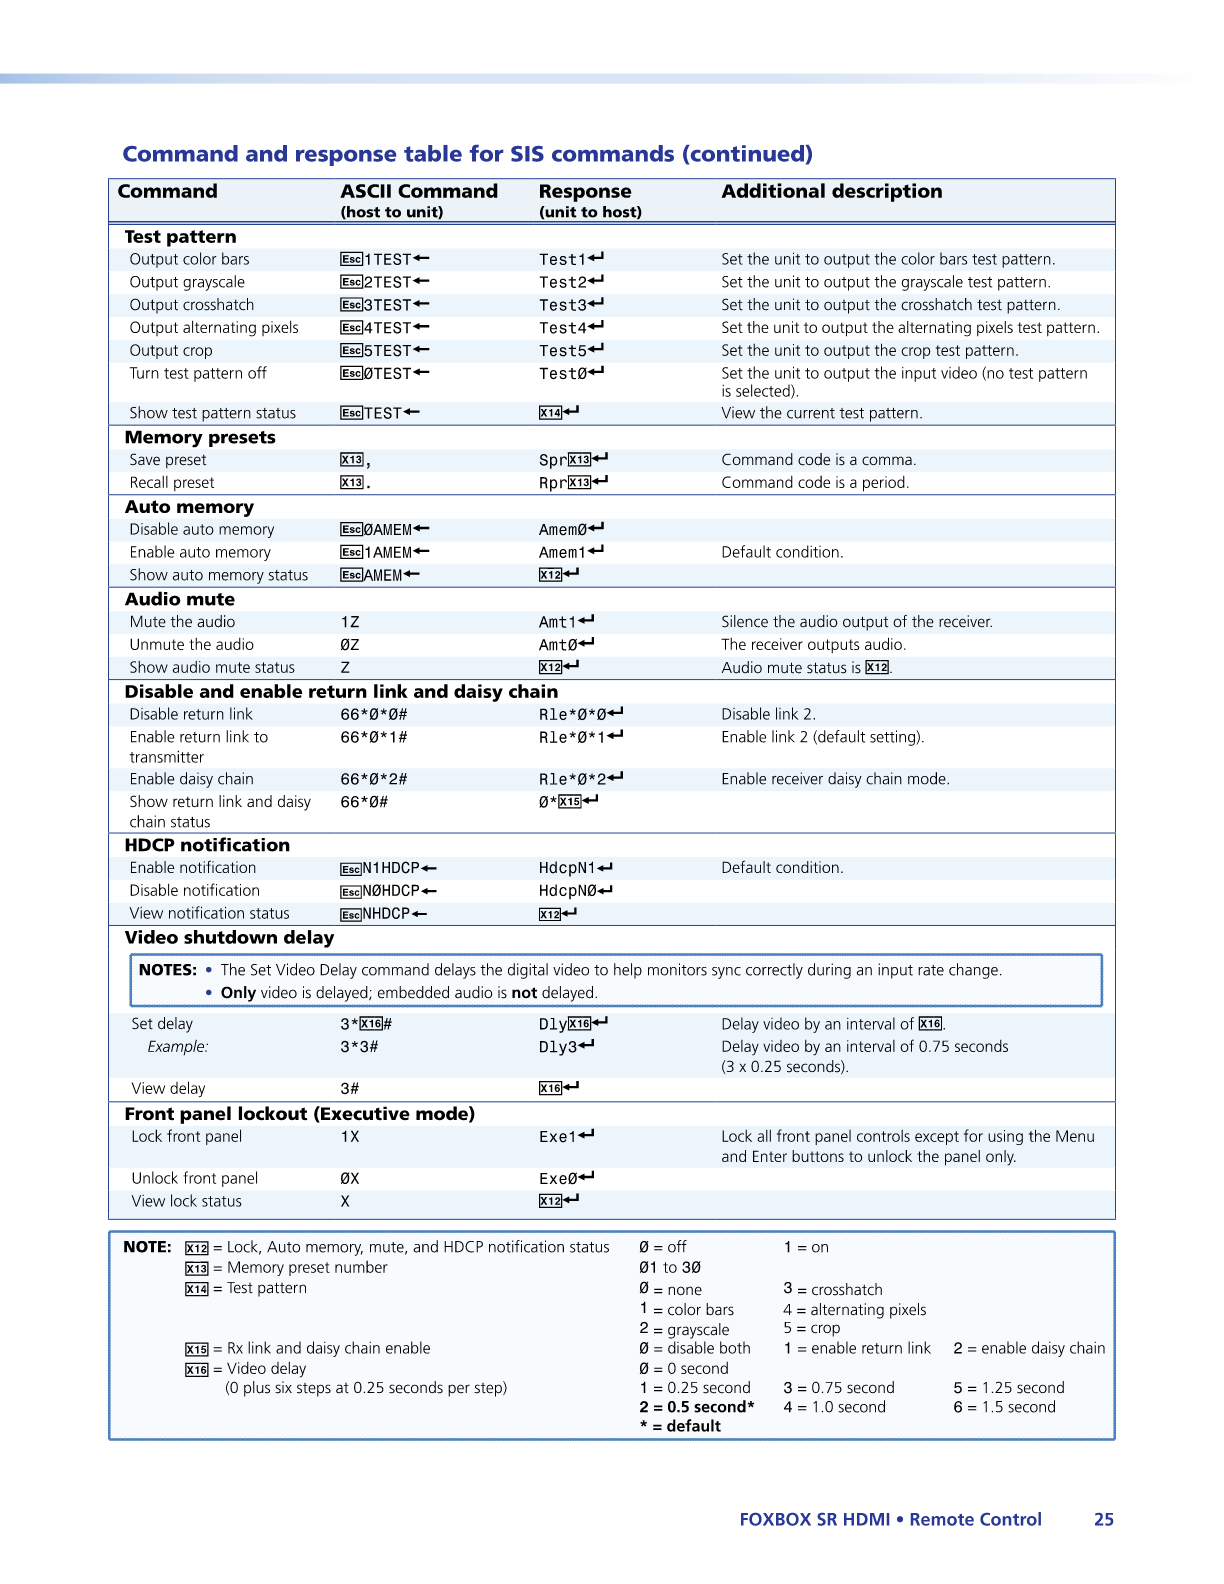 Command and response table for SIS commands (continued)
Command ASCII Command Response Additional description
(host to unit) (unit to host)
Test pattern
Output color bars Esc1TEST← Test1↵ Set the unit to output the color bars test pattern.
Output grayscale Esc2TEST← Test2↵ Set the unit to output the grayscale test pattern.
Output crosshatch Esc3TEST← Test3↵ Set the unit to output the crosshatch test pattern.
Output alternating pixels Esc4TEST← Test4↵ Set the unit to output the alternating pixels test pattern.
Output crop Esc5TEST← Test5↵ Set the unit to output the crop test pattern.
Turn test pattern off EscØTEST← TestØ↵ Set the unit to output the input video (no test pattern
is selected).
Show test pattern status EscTEST← X14↵ View the current test pattern.
Memory presets
Save preset X13, SprX13↵ Command code is a comma.
Recall preset X13. RprX13↵ Command code is a period.
Auto memory
Disable auto memory EscØAMEM← AmemØ↵
Enable auto memory Esc1AMEM← Amem1↵ Default condition.
Show auto memory status EscAMEM← X12↵
Audio mute
Mute the audio 1Z Amt1↵ Silence the audio output of the receiver.
Unmute the audio ØZ AmtØ↵ The receiver outputs audio.
Show audio mute status Z X12↵ Audio mute status is X12.
Disable and enable return link and daisy chain
Disable return link 66*Ø*Ø# Rle*Ø*Ø↵ Disable link 2.
Enable return link to 66*Ø*1# Rle*Ø*1↵ Enable link 2 (default setting).
transmitter
Enable daisy chain 66*Ø*2# Rle*Ø*2↵ Enable receiver daisy chain mode.
Show return link and daisy 66*Ø# Ø*X15↵
chain status
HDCP notification
Enable notification EscN1HDCP← HdcpN1↵ Default condition.
Disable notification EscNØHDCP← HdcpNØ↵
View notification status EscNHDCP← X12↵
Video shutdown delay
NOTES: • The Set Video Delay command delays the digital video to help monitors sync correctly during an input rate change.
• Only video is delayed; embedded audio is not delayed.
Set delay 3*X16# DlyX16↵ Delay video by an interval of X16.
Example: 3*3# Dly3↵ Delay video by an interval of 0.75 seconds
(3 x 0.25 seconds).
View delay 3# X16↵
Front panel lockout (Executive mode)
Lock front panel 1X Exe1↵ Lock all front panel controls except for using the Menu
and Enter buttons to unlock the panel only.
Unlock front panel ØX ExeØ↵
View lock status X X12↵
NOTE: X12 = Lock, Auto memory, mute, and HDCP notification status Ø = off 1 = on
X13 = Memory preset number Ø1 to 3Ø
X14 = Test pattern Ø = none 3 = crosshatch
1 = color bars 4 = alternating pixels
2 = grayscale 5 = crop
X15 = Rx link and daisy chain enable Ø = disable both 1 = enable return link 2 = enable daisy chain
X16 = Video delay Ø = 0 second
(0 plus six steps at 0.25 seconds per step) 1 = 0.25 second 3 = 0.75 second 5 = 1.25 second
2 = 0.5 second* 4 = 1.0 second 6 = 1.5 second
* = default
FOXBOX SR HDMI • Remote Control 25